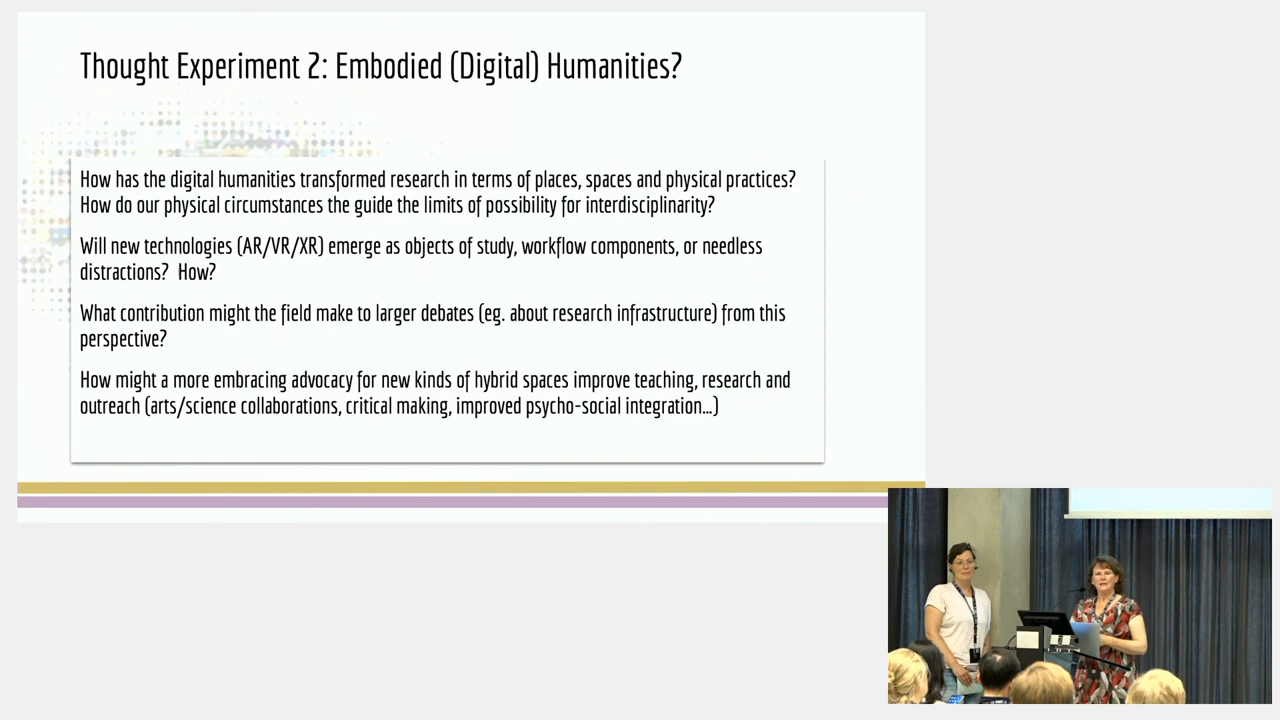 Thought Experiment 2: Embodied (Digital) Humanities?
How has the digital humanities transformed research in terms of places, spaces and physical practices?
How do our physical circumstances the guide the limits of possibility for interdisciplinarity?
Will new technologies (AR/VR/XR) emerge as objects of study, workflow components, or needless
distractions?  How?
What contribution might the field make to larger debates (eg. about research infrastructure) from this
perspective?
How might a more embracing advocacy for new kinds of hybrid spaces improve teaching, research and
outreach (arts/science collaborations, critical making, improved psycho-social integration…)